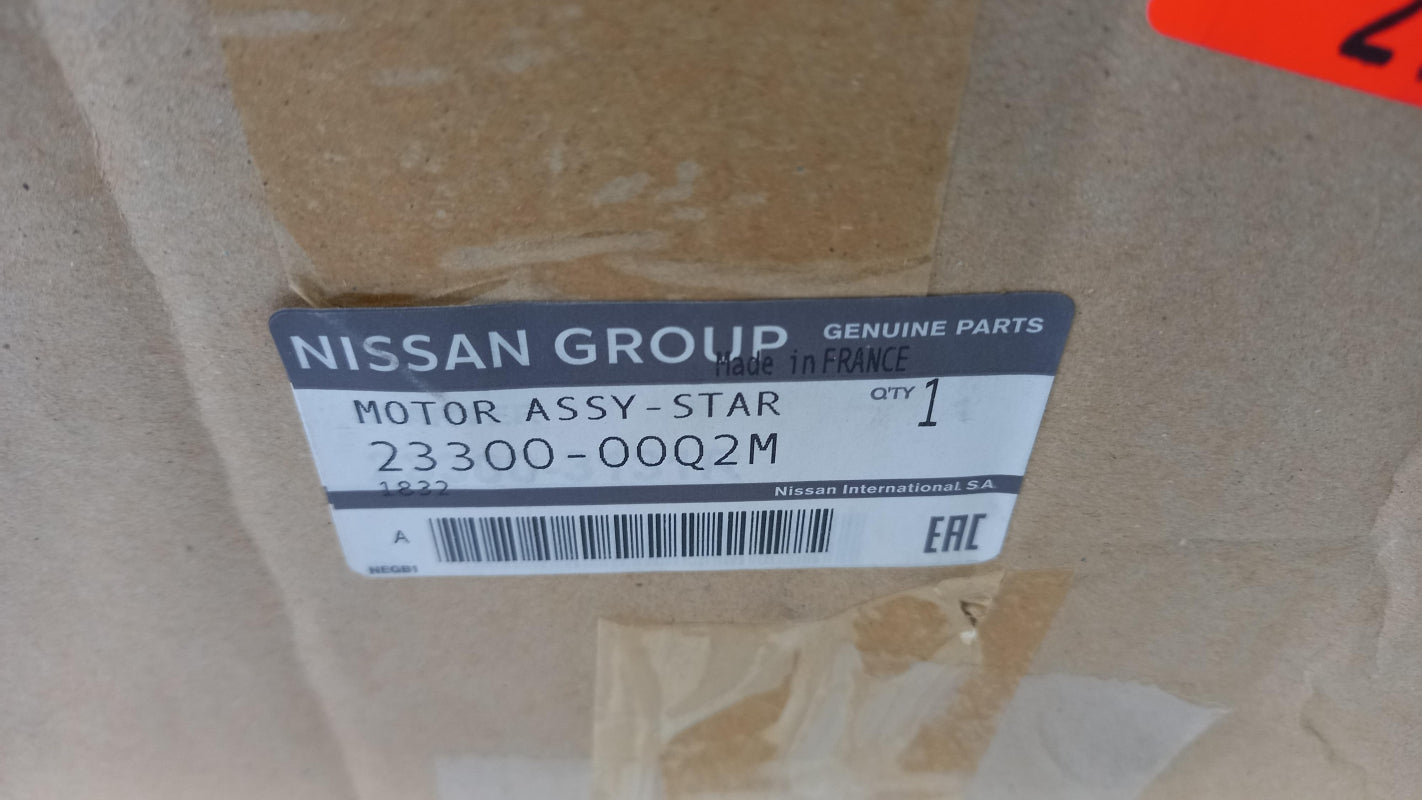 NISSAN GROUP GENUINE PARTS
Made in FRANCE
MOTOR ASSY-STAR Q'TY 1
23300-00Q2M
1832
Nissan International SA
A
EAC
NEGB1